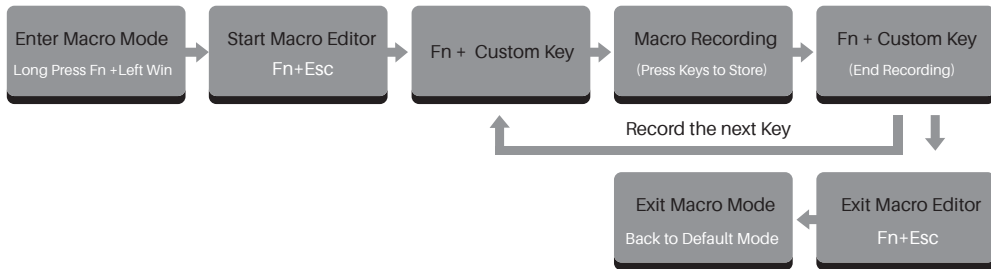 Enter Macro Mode
Long Press Fn +Left Win
Start Macro Editor
Fn+Esc
Fn + Custom Key
Macro Recording
(Press Keys to Store)
Fn + Custom Key
(End Recording)
Record the next Key
Exit Macro Mode
Back to Default Mode
Exit Macro Editor
Fn+Esc